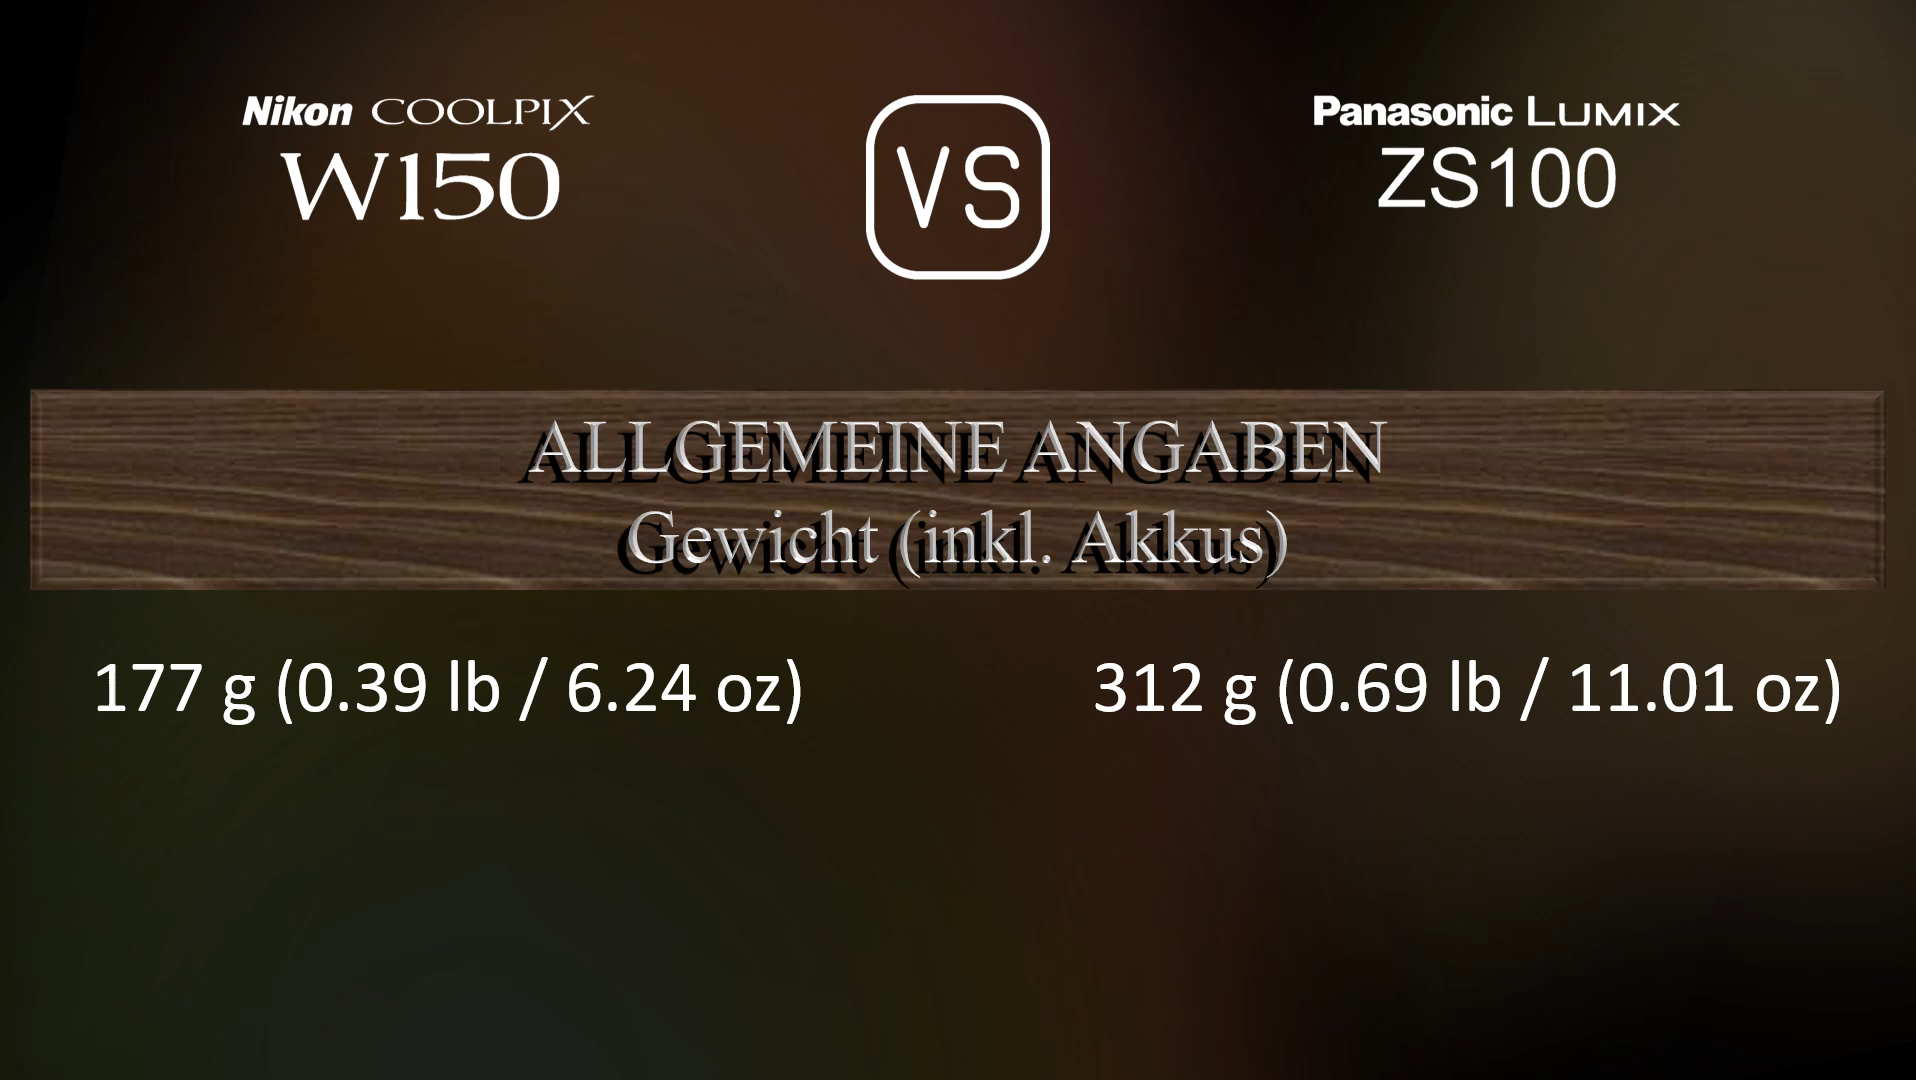 Nikon COOLPIX
W150
VS
Panasonic LUMIX
ZS100
ALLGEMEINE ANGABEN
Gewicht (inkl. Akkus)
177 g (0.39 lb / 6.24 oz)
312 g (0.69 lb / 11.01 oz)